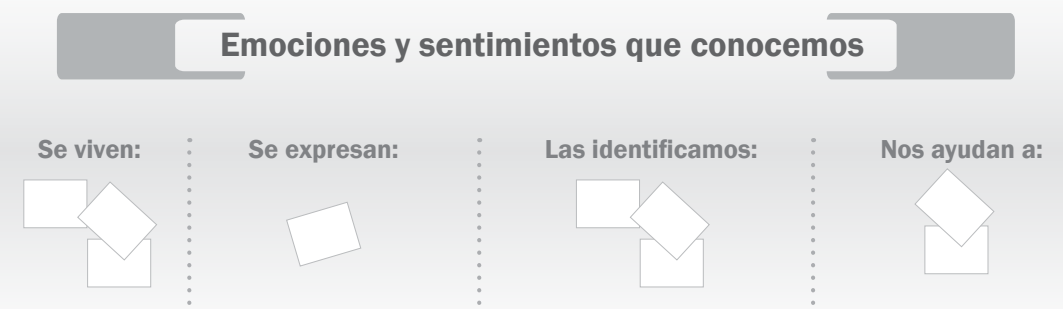 Emociones y sentimientos que conocemos
Se viven:
Se expresan:
Las identificamos:
Nos ayudan a: